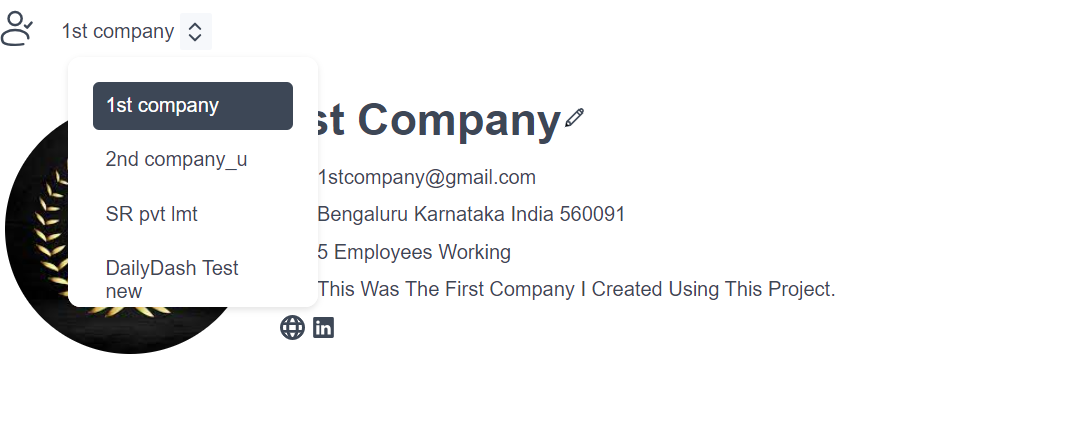 1st company
1st company
st Company
2nd company_u
1stcompany@gmail.com
SR pvt lmt
Bengaluru Karnataka India 560091
5 Employees Working
DailyDash Test
new
This Was The First Company I Created Using This Project.
in